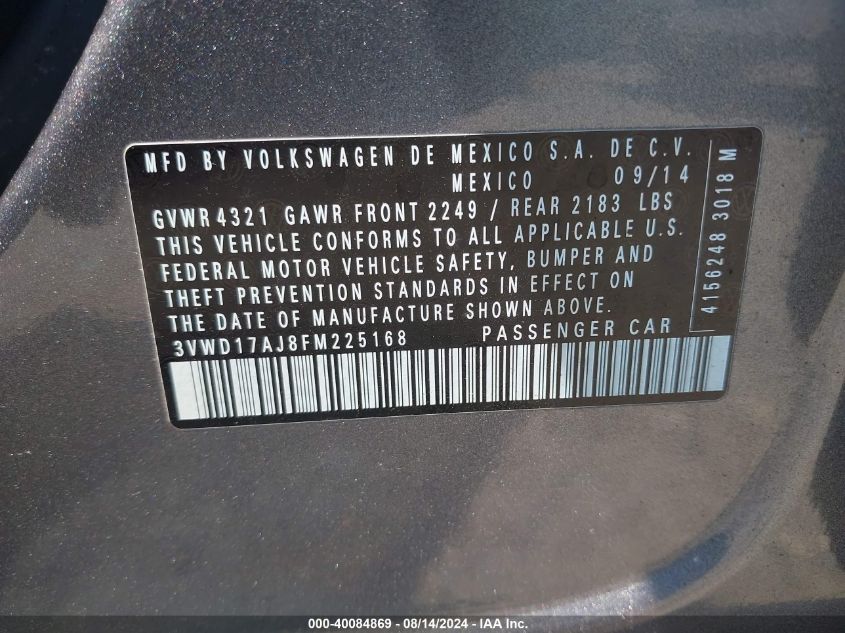 MFD BY VOLKSWAGEN DE MEXICO S.A. DE C.V.
MEXICO 09/14
GVWR 4321 GAWR FRONT 2249 / REAR 2183 LBS
THIS VEHICLE CONFORMS TO ALL APPLICABLE U.S.
FEDERAL MOTOR VEHICLE SAFETY, BUMPER AND
THEFT PREVENTION STANDARDS IN EFFECT ON
THE DATE OF MANUFACTURE SHOWN ABOVE.
3VWD17AJ8FM225168 PASSENGER CAR
4156248 3018 M
000-40084869 - 08/14/2024 - IAA Inc.